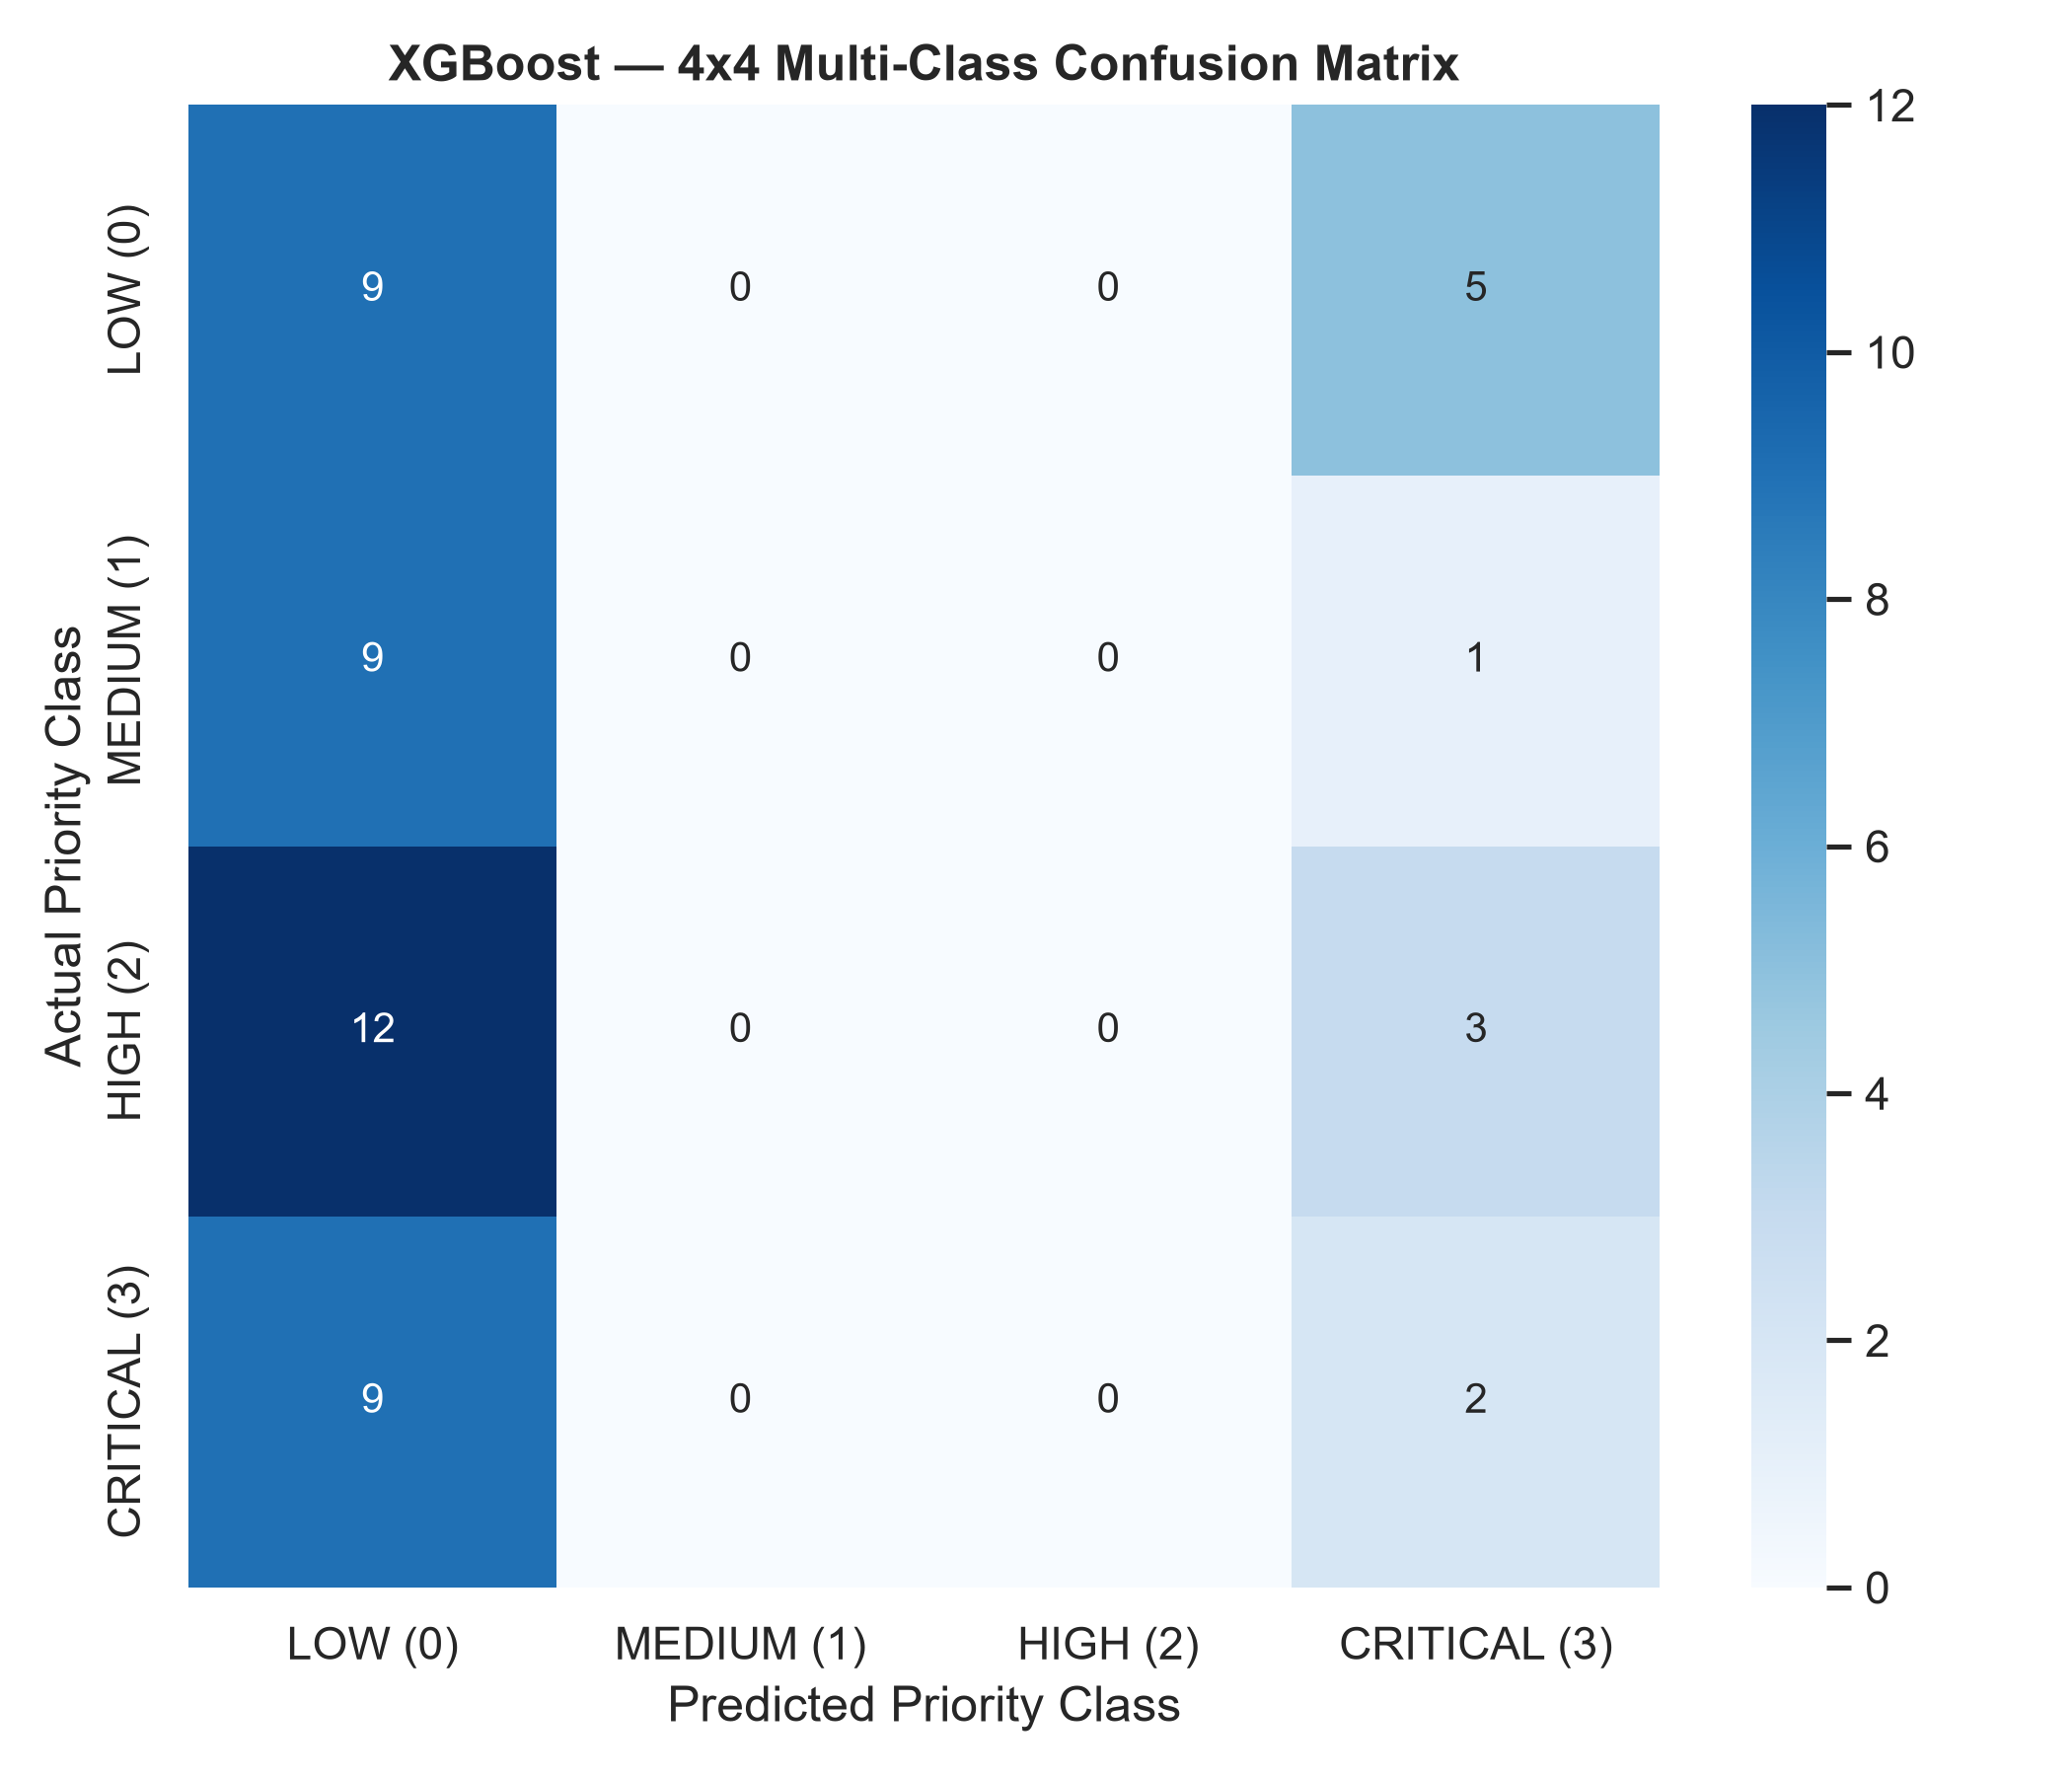 XGBoost — 4x4 Multi-Class Confusion Matrix
Actual Priority Class
LOW (0)
9 0 0 5
MEDIUM (1)
9 0 0 1
HIGH (2)
12 0 0 3
CRITICAL (3)
9 0 0 2
LOW (0) MEDIUM (1) HIGH (2) CRITICAL (3)
Predicted Priority Class
12
10
8
6
4
2
0